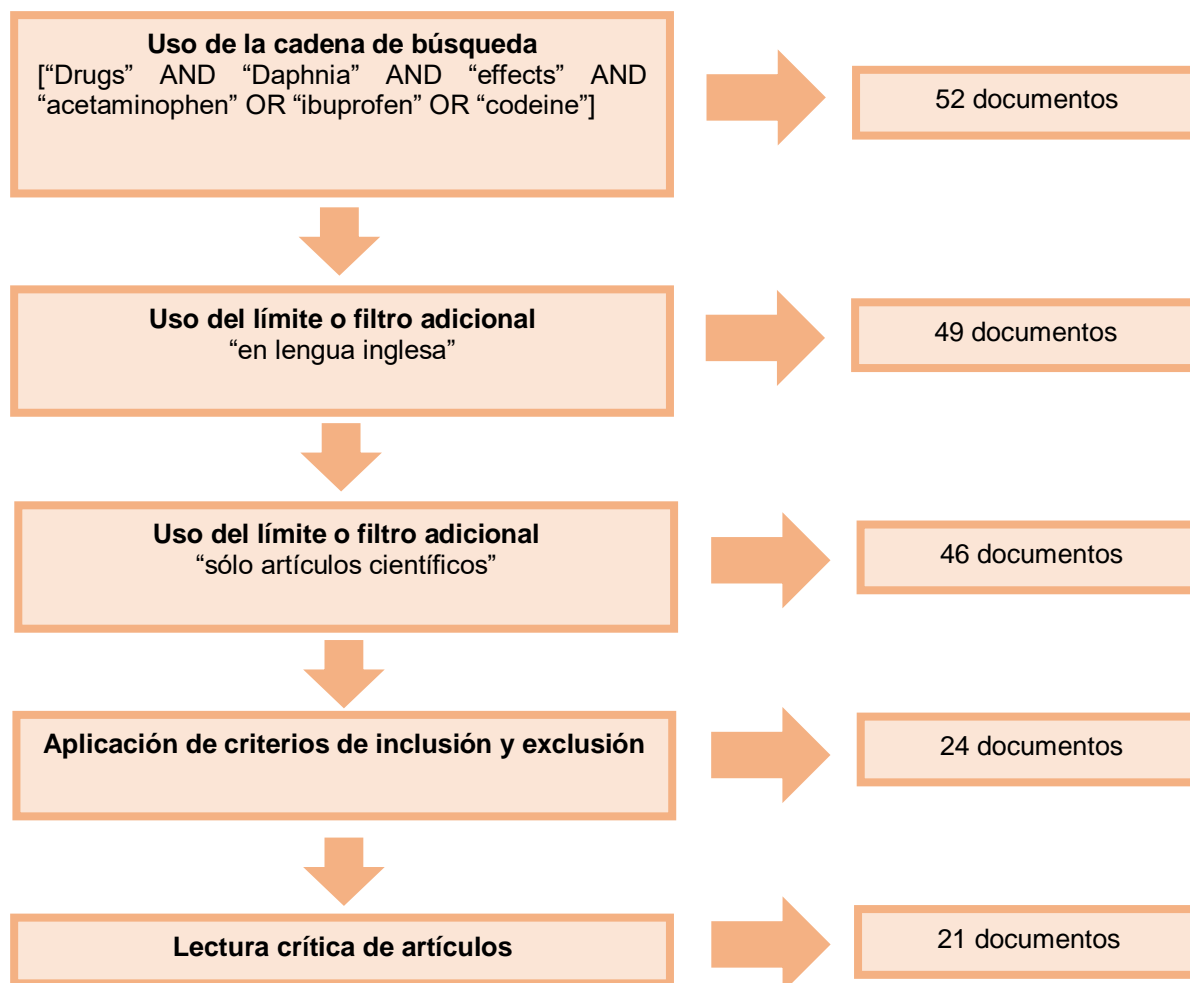 Uso de la cadena de búsqueda
[“Drugs” AND “Daphnia” AND “effects” AND
“acetaminophen” OR “ibuprofen” OR “codeine”]
52 documentos
Uso del límite o filtro adicional
“en lengua inglesa”
49 documentos
Uso del límite o filtro adicional
“sólo artículos científicos”
46 documentos
Aplicación de criterios de inclusión y exclusión
24 documentos
Lectura crítica de artículos
21 documentos